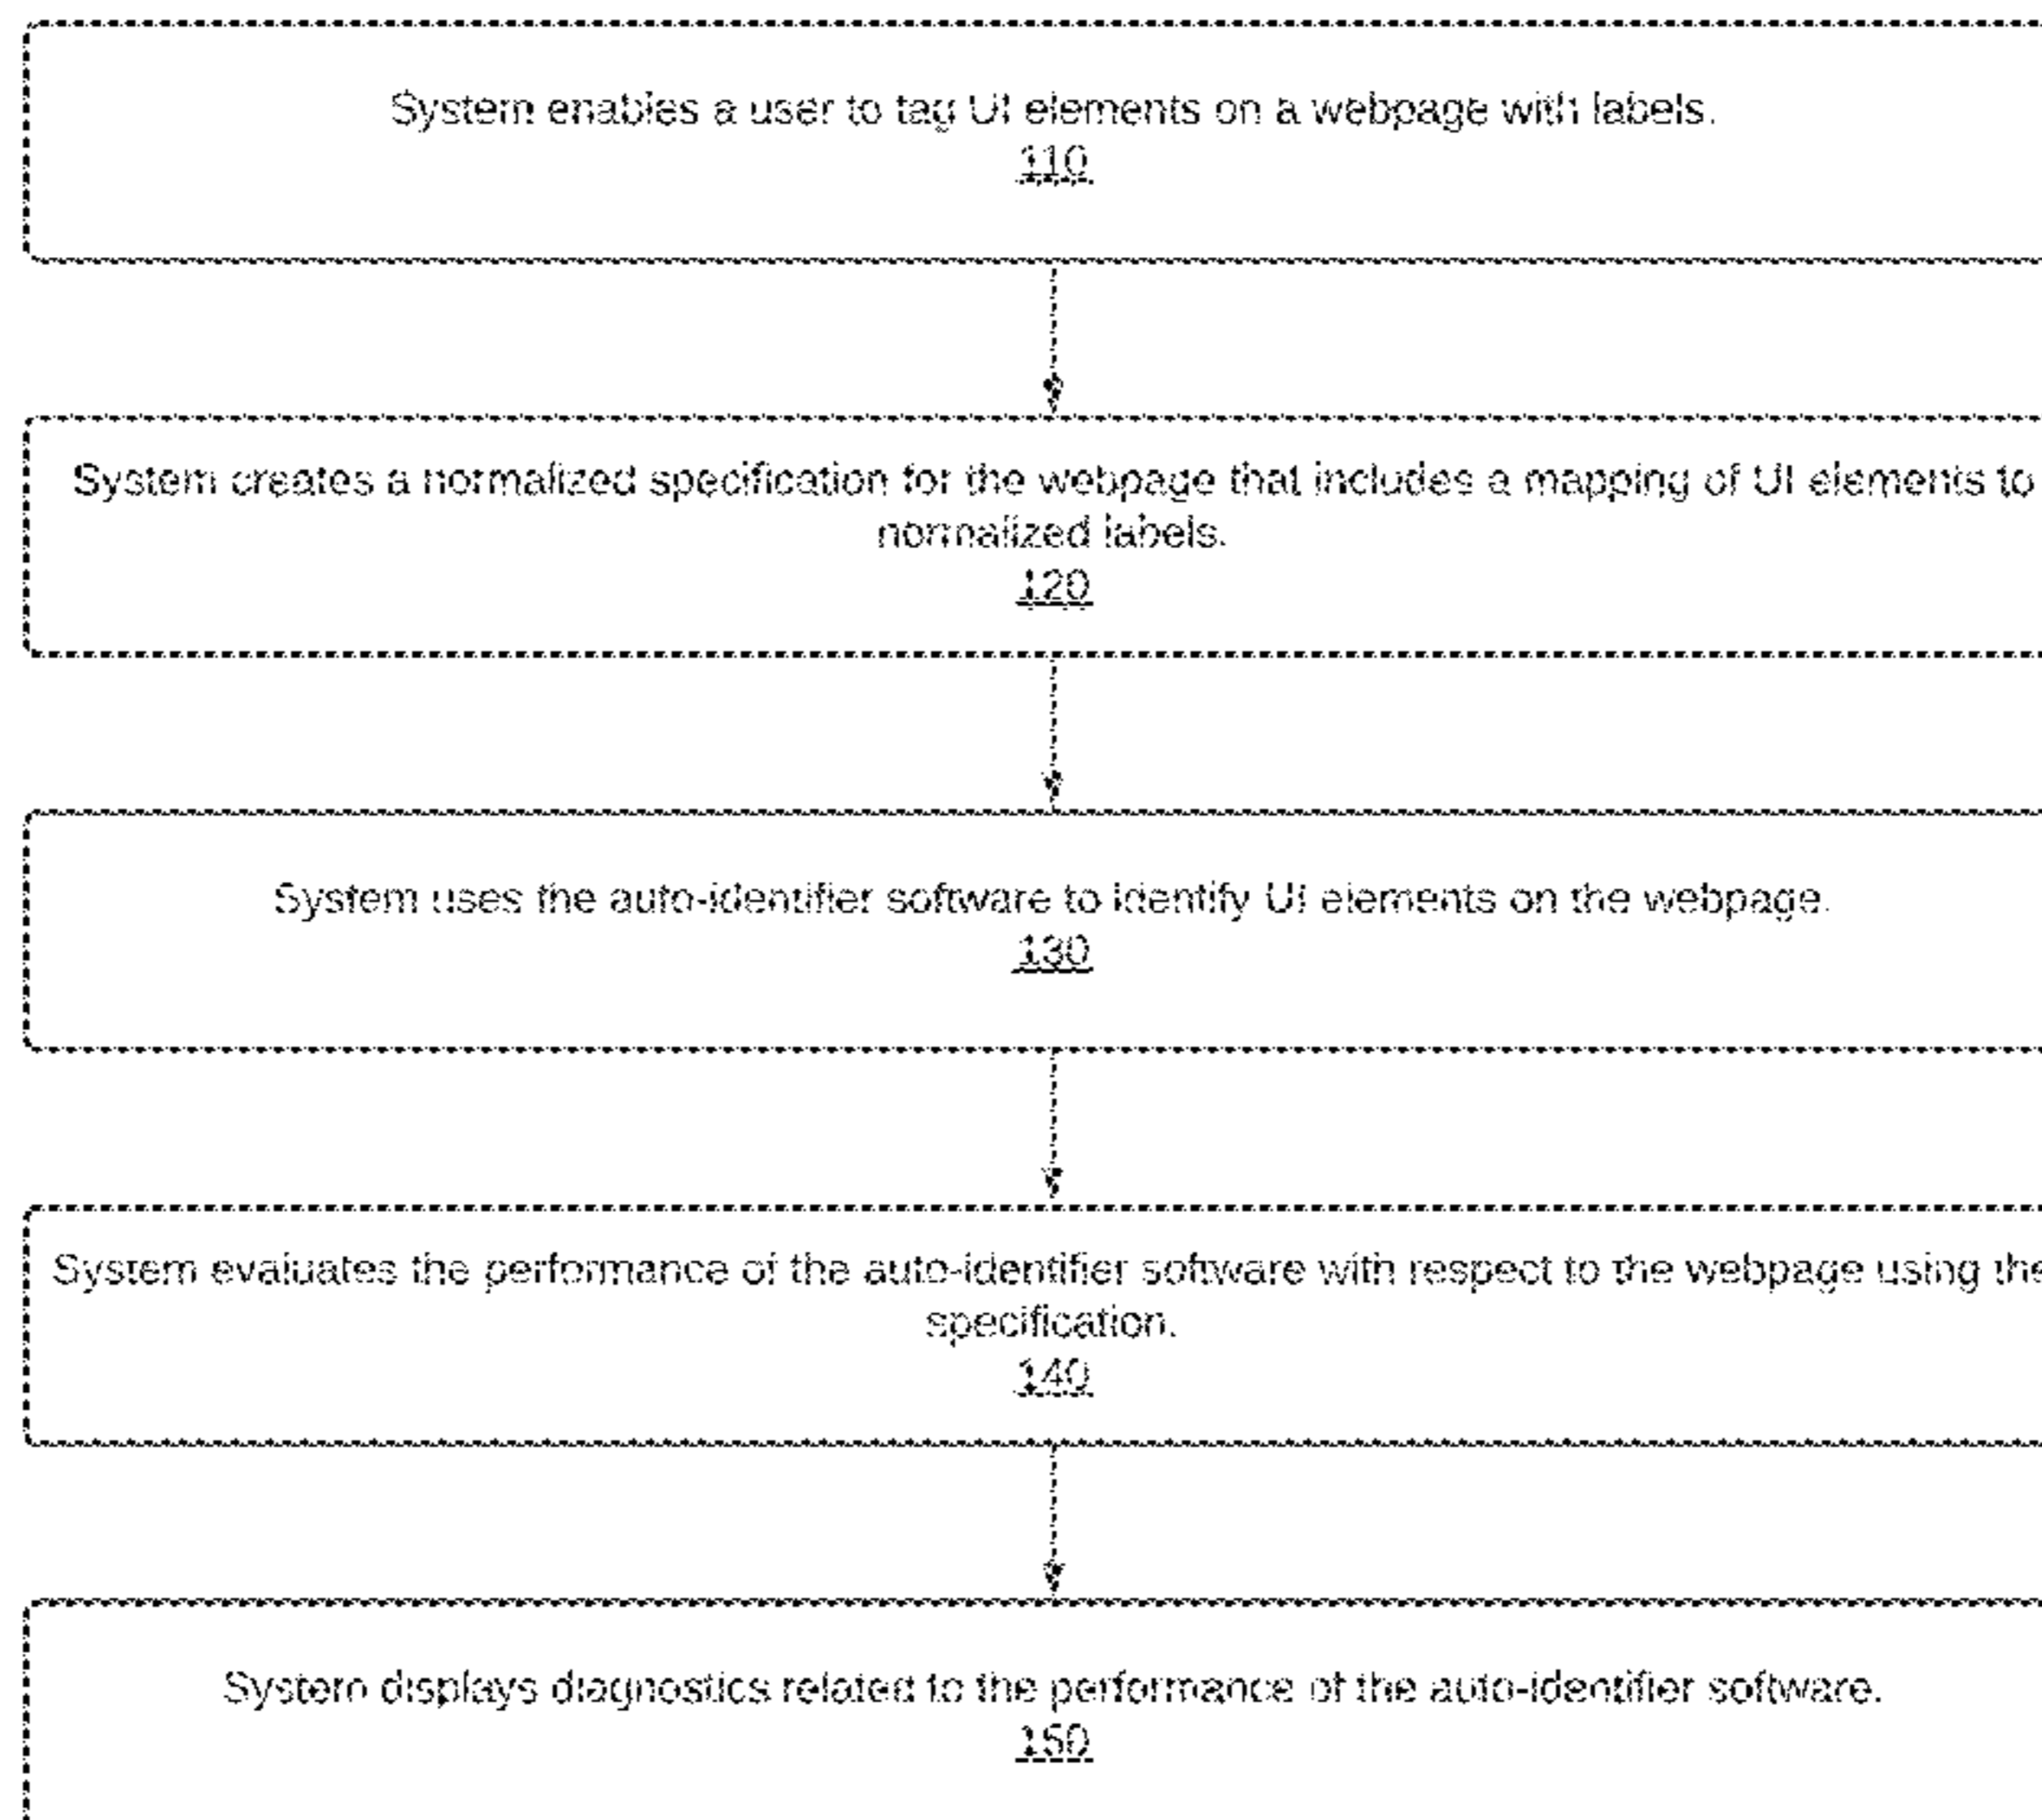 System enables a user to tag UI elements on a webpage with labels.
110
System creates a normalized specification for the webpage that includes a mapping of UI elements to
normalized labels.
120
System uses the auto-identifier software to identify UI elements on the webpage.
130
System evaluates the performance of the auto-identifier software with respect to the webpage using the
specification.
140
System displays diagnostics related to the performance of the auto-identifier software.
150